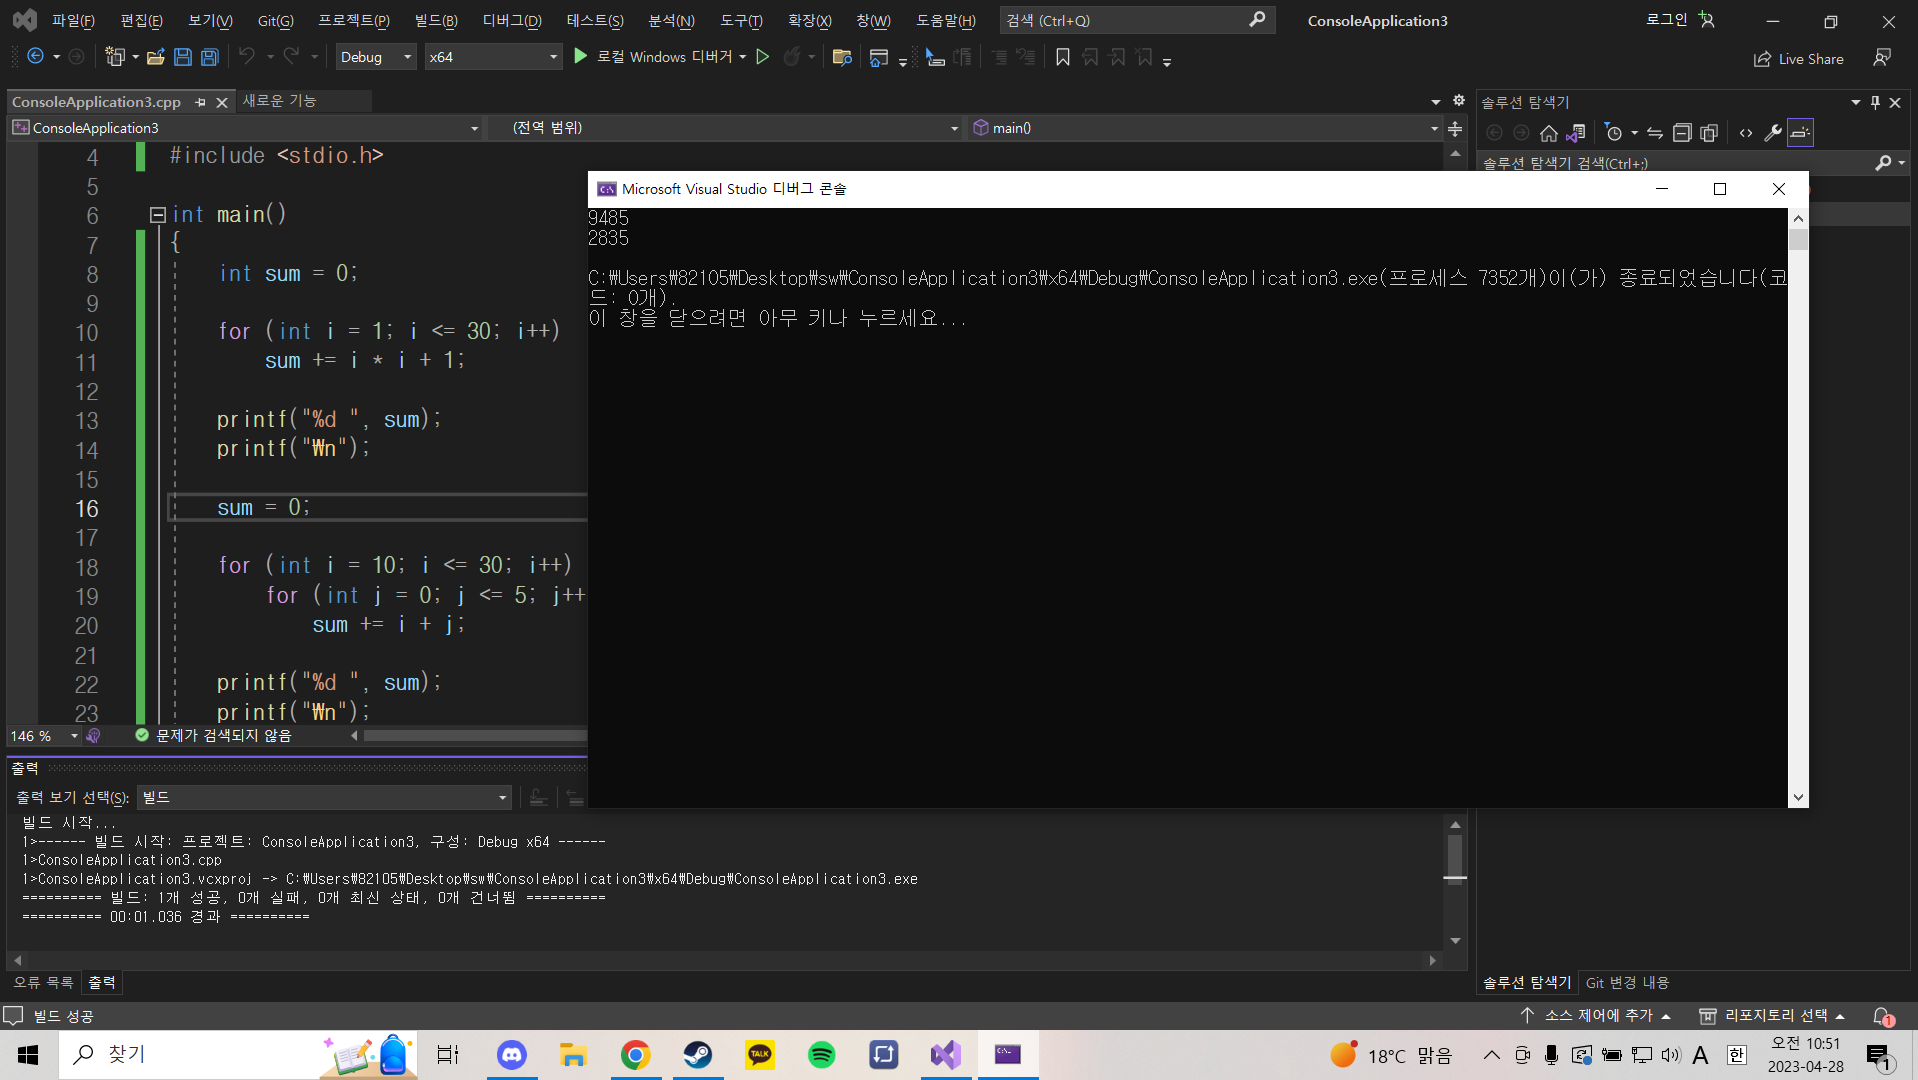 파일(F) 편집(E) 보기(V) Git(G) 프로젝트(P) 빌드(B) 디버그(D) 테스트(S) 분석(N) 도구(T) 확장(X) 창(W) 도움말(H) 검색 (Ctrl+Q) ConsoleApplication3 로그인
Debug x64 로컬 Windows 디버거 Live Share
ConsoleApplication3.cpp 새로운 기능
ConsoleApplication3 (전역 범위) main()
4 #include <stdio.h>
5
6 int main()
7 {
8 int sum = 0;
9
10 for (int i = 1; i <= 30; i++)
11 sum += i * i + 1;
12
13 printf("%d ", sum);
14 printf("₩n");
15
16 sum = 0;
17
18 for (int i = 10; i <= 30; i++)
19 for (int j = 0; j <= 5; j++
20 sum += i + j;
21
22 printf("%d ", sum);
23 printf("₩n");
146 % 문제가 검색되지 않음
Microsoft Visual Studio 디버그 콘솔
9485
2835
C:₩Users₩82105₩Desktop₩sw₩ConsoleApplication3₩x64₩Debug₩ConsoleApplication3.exe(프로세스 7352개)이(가) 종료되었습니다(코
드: 0개).
이 창을 닫으려면 아무 키나 누르세요...
솔루션 탐색기
솔루션 탐색기 검색(Ctrl+;)
출력
출력 보기 선택(S): 빌드
빌드 시작...
1>------ 빌드 시작: 프로젝트: ConsoleApplication3, 구성: Debug x64 ------
1>ConsoleApplication3.cpp
1>ConsoleApplication3.vcxproj -> C:₩Users₩82105₩Desktop₩sw₩ConsoleApplication3₩x64₩Debug₩ConsoleApplication3.exe
========== 빌드: 1개 성공, 0개 실패, 0개 최신 상태, 0개 건너뜀 ==========
========== 00:01.036 경과 ==========
오류 목록 출력
솔루션 탐색기 Git 변경 내용
빌드 성공 소스 제어에 추가 리포지토리 선택 1
찾기 TALK 18°C 맑음 A 한 오전 10:51
2023-04-28 1